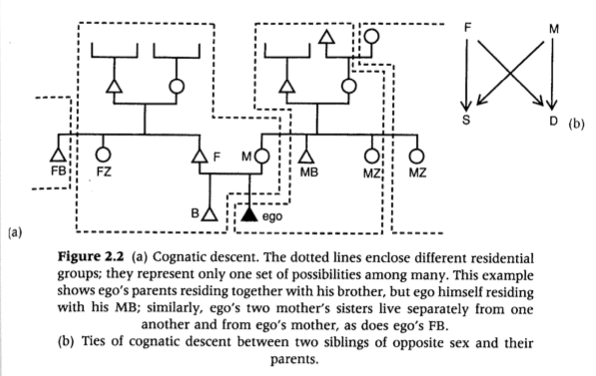 F M
S D (b)
FB FZ F M MB MZ MZ
B ego
(a)
Figure 2.2 (a) Cognatic descent. The dotted lines enclose different residential
groups; they represent only one set of possibilities among many. This example
shows ego's parents residing together with his brother, but ego himself residing
with his MB; similarly, ego's two mother's sisters live separately from one
another and from ego's mother, as does ego's FB.
(b) Ties of cognatic descent between two siblings of opposite sex and their
parents.